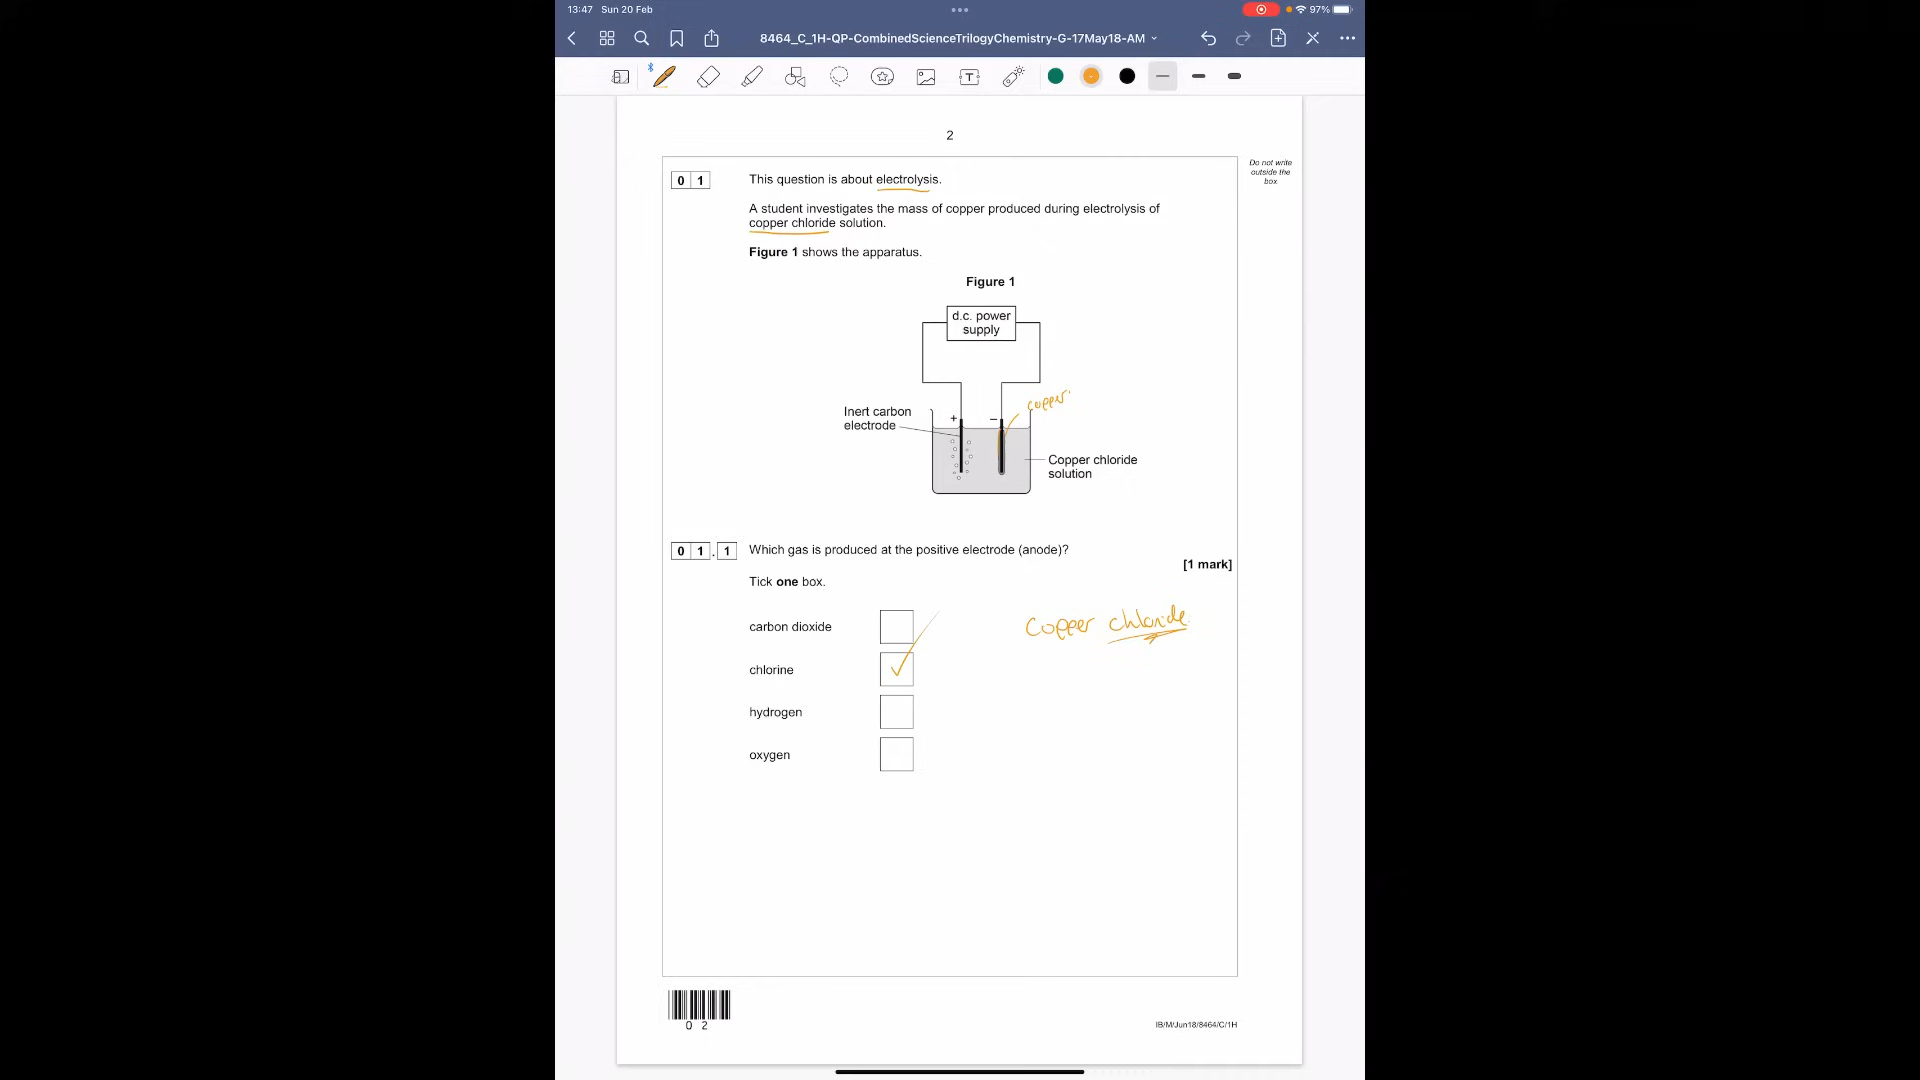 13:47 Sun 20 Feb
97%
8464_C_1H-QP-CombinedScienceTrilogyChemistry-G-17May18-AM
T
2
Do not write
outside the
box
0 1 This question is about electrolysis.
A student investigates the mass of copper produced during electrolysis of
copper chloride solution.
Figure 1 shows the apparatus.
Figure 1
d.c. power
supply
copper
Inert carbon
electrode
+ –
Copper chloride
solution
0 1 . 1 Which gas is produced at the positive electrode (anode)?
[1 mark]
Tick one box.
carbon dioxide
copper chloride
chlorine
hydrogen
oxygen
0 2
IB/M/Jun18/8464/C/1H